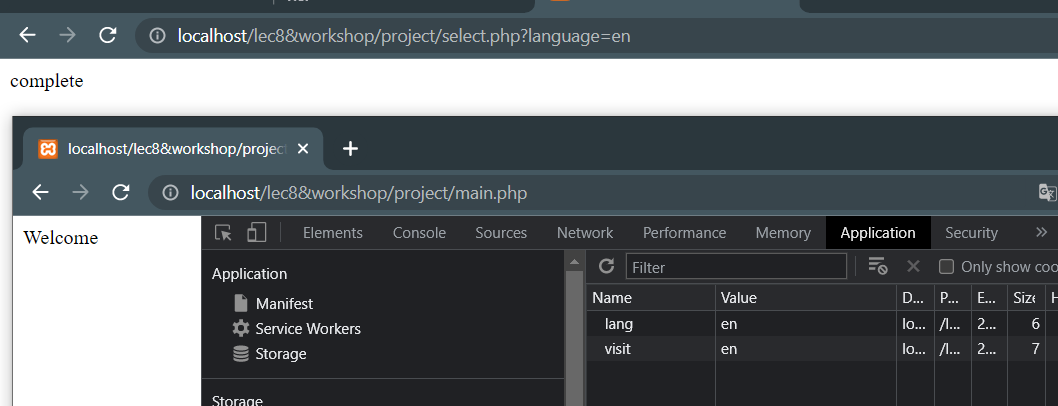 localhost/lec8&workshop/project/select.php?language=en
complete
localhost/lec8&workshop/project
localhost/lec8&workshop/project/main.php
Welcome
Elements Console Sources Network Performance Memory Application Security
Application
Filter
Only show coo
Manifest
Name Value D... P... E... Size H
Service Workers
lang en lo... /l... 2... 6
Storage
visit en lo... /l... 2... 7
Storage